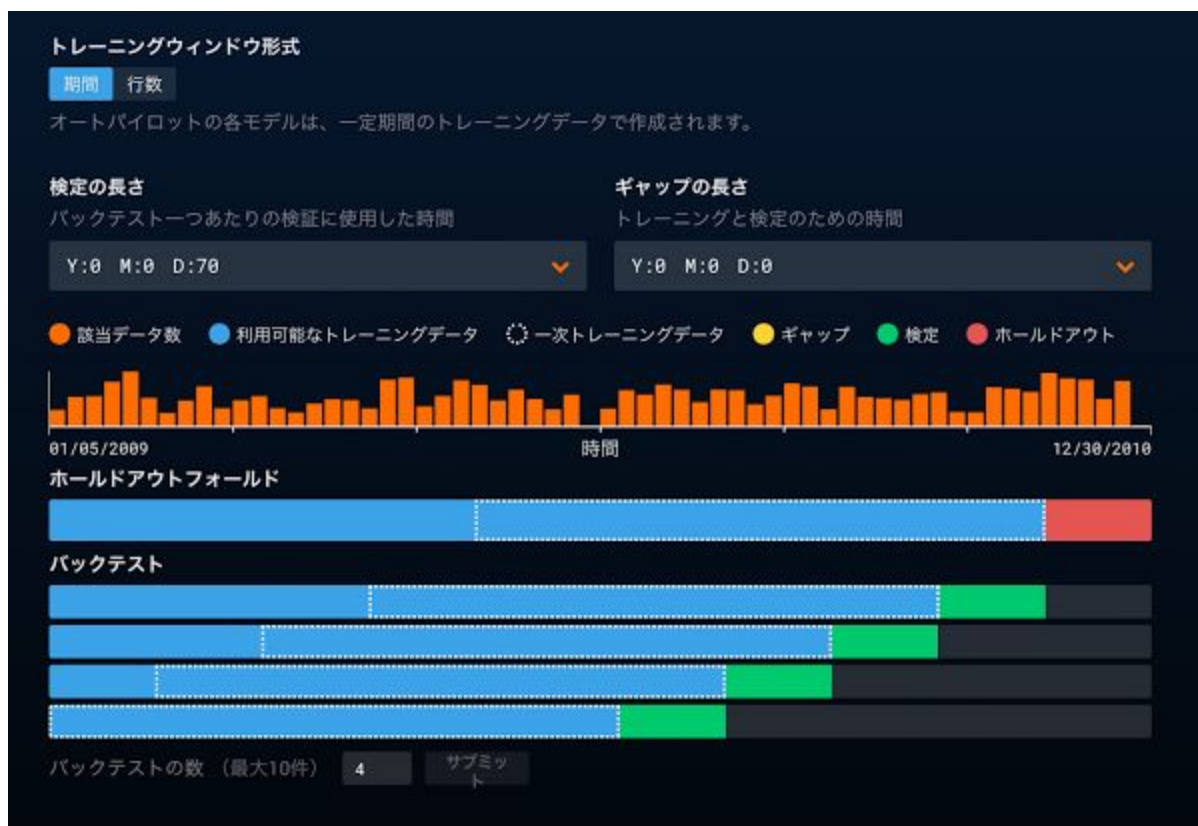 トレーニングウィンドウ形式
期間 行数
オートパイロットの各モデルは、一定期間のトレーニングデータで作成されます。
検定の長さ ギャップの長さ
バックテスト一つあたりの検証に使用した時間 トレーニングと検定のための時間
Y:0 M:0 D:70 Y:0 M:0 D:0
該当データ数 利用可能なトレーニングデータ 一次トレーニングデータ ギャップ 検定 ホールドアウト
01/05/2009 時間 12/30/2010
ホールドアウトフォールド
バックテスト
バックテストの数 (最大10件) 4 サブミッ
ト